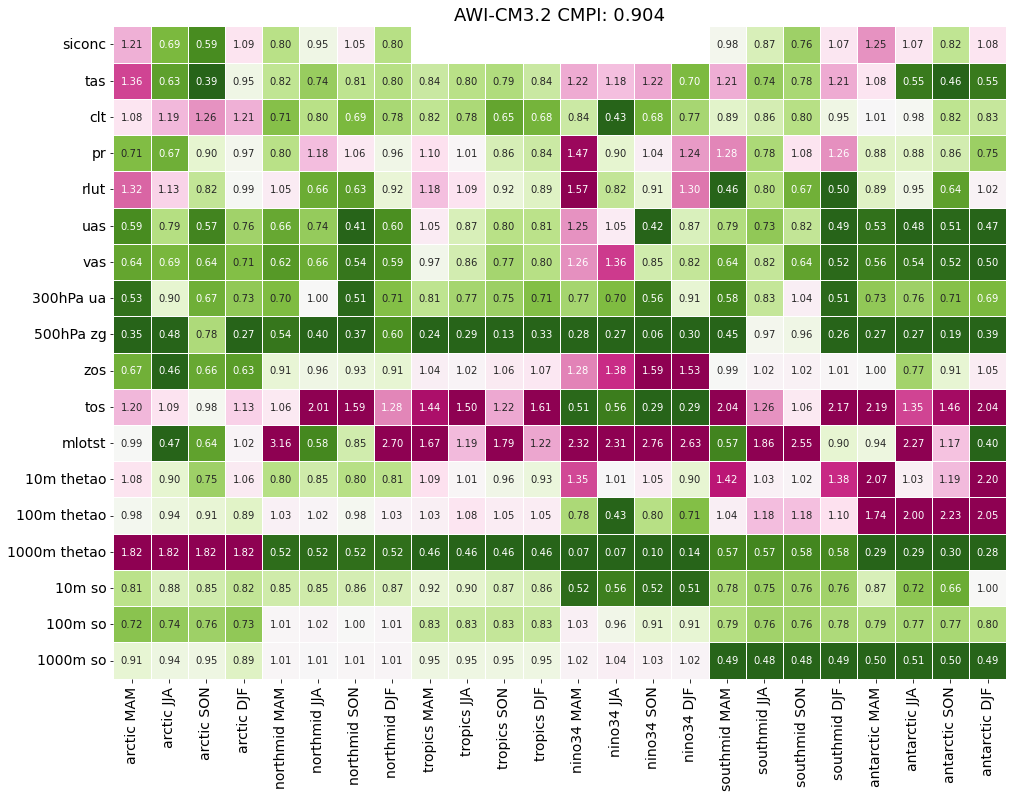 AWI-CM3.2 CMPI: 0.904
siconc 1.21 0.69 0.59 1.09 0.80 0.95 1.05 0.80 0.98 0.87 0.76 1.07 1.25 1.07 0.82 1.08
tas 1.36 0.63 0.39 0.95 0.82 0.74 0.81 0.80 0.84 0.80 0.79 0.84 1.22 1.18 1.22 0.70 1.21 0.74 0.78 1.21 1.08 0.55 0.46 0.55
clt 1.08 1.19 1.26 1.21 0.71 0.80 0.69 0.78 0.82 0.78 0.65 0.68 0.84 0.43 0.68 0.77 0.89 0.86 0.80 0.95 1.01 0.98 0.82 0.83
pr 0.71 0.67 0.90 0.97 0.80 1.18 1.06 0.96 1.10 1.01 0.86 0.84 1.47 0.90 1.04 1.24 1.28 0.78 1.08 1.26 0.88 0.88 0.86 0.75
rlut 1.32 1.13 0.82 0.99 1.05 0.66 0.63 0.92 1.18 1.09 0.92 0.89 1.57 0.82 0.91 1.30 0.46 0.80 0.67 0.50 0.89 0.95 0.64 1.02
uas 0.59 0.79 0.57 0.76 0.66 0.74 0.41 0.60 1.05 0.87 0.80 0.81 1.25 1.05 0.42 0.87 0.79 0.73 0.82 0.49 0.53 0.48 0.51 0.47
vas 0.64 0.69 0.64 0.71 0.62 0.66 0.54 0.59 0.97 0.86 0.77 0.80 1.26 1.36 0.85 0.82 0.64 0.82 0.64 0.52 0.56 0.54 0.52 0.50
300hPa ua 0.53 0.90 0.67 0.73 0.70 1.00 0.51 0.71 0.81 0.77 0.75 0.71 0.77 0.70 0.56 0.91 0.58 0.83 1.04 0.51 0.73 0.76 0.71 0.69
500hPa zg 0.35 0.48 0.78 0.27 0.54 0.40 0.37 0.60 0.24 0.29 0.13 0.33 0.28 0.27 0.06 0.30 0.45 0.97 0.96 0.26 0.27 0.27 0.19 0.39
zos 0.67 0.46 0.66 0.63 0.91 0.96 0.93 0.91 1.04 1.02 1.06 1.07 1.28 1.38 1.59 1.53 0.99 1.02 1.02 1.01 1.00 0.77 0.91 1.05
tos 1.20 1.09 0.98 1.13 1.06 2.01 1.59 1.28 1.44 1.50 1.22 1.61 0.51 0.56 0.29 0.29 2.04 1.26 1.06 2.17 2.19 1.35 1.46 2.04
mlotst 0.99 0.47 0.64 1.02 3.16 0.58 0.85 2.70 1.67 1.19 1.79 1.22 2.32 2.31 2.76 2.63 0.57 1.86 2.55 0.90 0.94 2.27 1.17 0.40
10m thetao 1.08 0.90 0.75 1.06 0.80 0.85 0.80 0.81 1.09 1.01 0.96 0.93 1.35 1.01 1.05 0.90 1.42 1.03 1.02 1.38 2.07 1.03 1.19 2.20
100m thetao 0.98 0.94 0.91 0.89 1.03 1.02 0.98 1.03 1.03 1.08 1.05 1.05 0.78 0.43 0.80 0.71 1.04 1.18 1.18 1.10 1.74 2.00 2.23 2.05
1000m thetao 1.82 1.82 1.82 1.82 0.52 0.52 0.52 0.52 0.46 0.46 0.46 0.46 0.07 0.07 0.10 0.14 0.57 0.57 0.58 0.58 0.29 0.29 0.30 0.28
10m so 0.81 0.88 0.85 0.82 0.85 0.85 0.86 0.87 0.92 0.90 0.87 0.86 0.52 0.56 0.52 0.51 0.78 0.75 0.76 0.76 0.87 0.72 0.66 1.00
100m so 0.72 0.74 0.76 0.73 1.01 1.02 1.00 1.01 0.83 0.83 0.83 0.83 1.03 0.96 0.91 0.91 0.79 0.76 0.76 0.78 0.79 0.77 0.77 0.80
1000m so 0.91 0.94 0.95 0.89 1.01 1.01 1.01 1.01 0.95 0.95 0.95 0.95 1.02 1.04 1.03 1.02 0.49 0.48 0.48 0.49 0.50 0.51 0.50 0.49
arctic MAM
arctic JJA
arctic SON
arctic DJF
northmid MAM
northmid JJA
northmid SON
northmid DJF
tropics MAM
tropics JJA
tropics SON
tropics DJF
nino34 MAM
nino34 JJA
nino34 SON
nino34 DJF
southmid MAM
southmid JJA
southmid SON
southmid DJF
antarctic MAM
antarctic JJA
antarctic SON
antarctic DJF